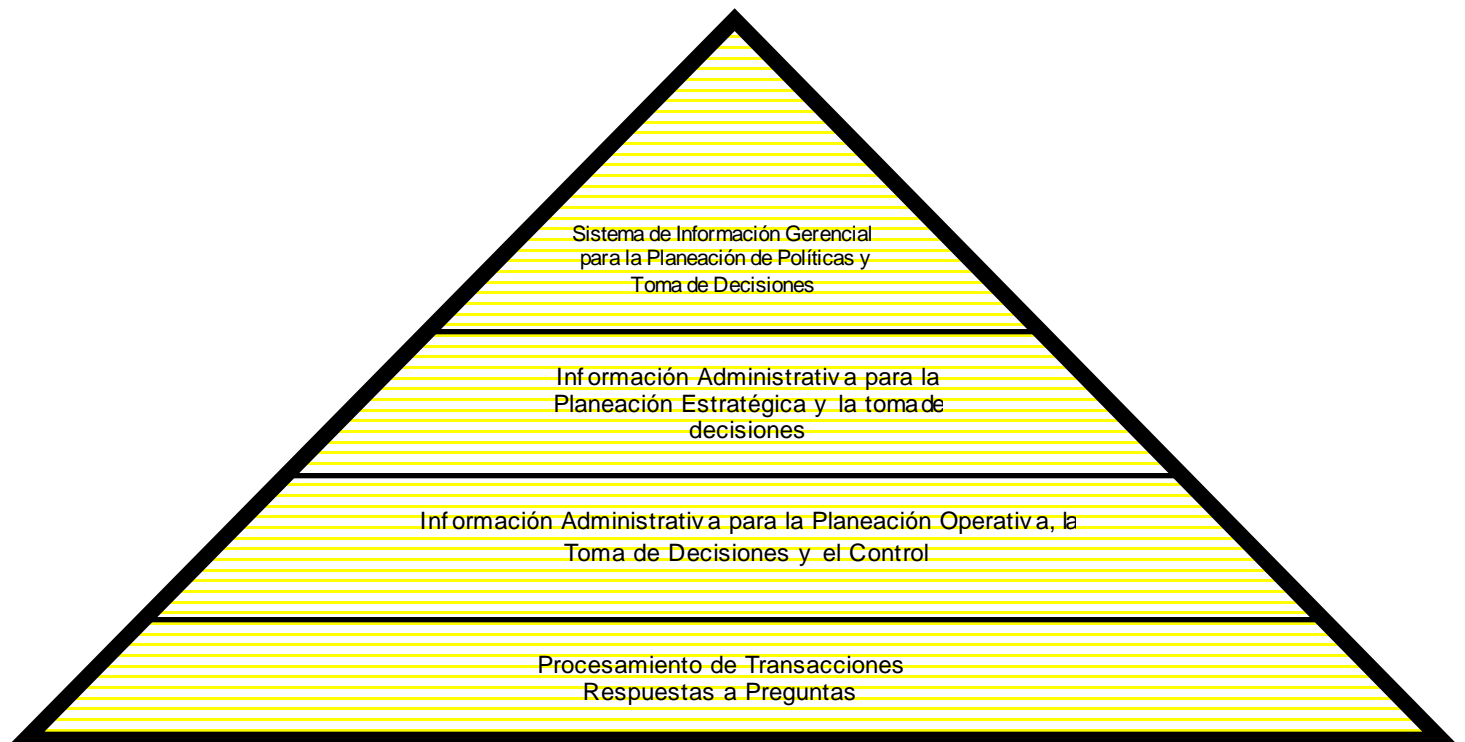 Sistema de Información Gerencial
para la Planeación de Políticas y
Toma de Decisiones
Información Administrativa para la
Planeación Estratégica y la toma de
decisiones
Información Administrativa para la Planeación Operativa, la
Toma de Decisiones y el Control
Procesamiento de Transacciones
Respuestas a Preguntas